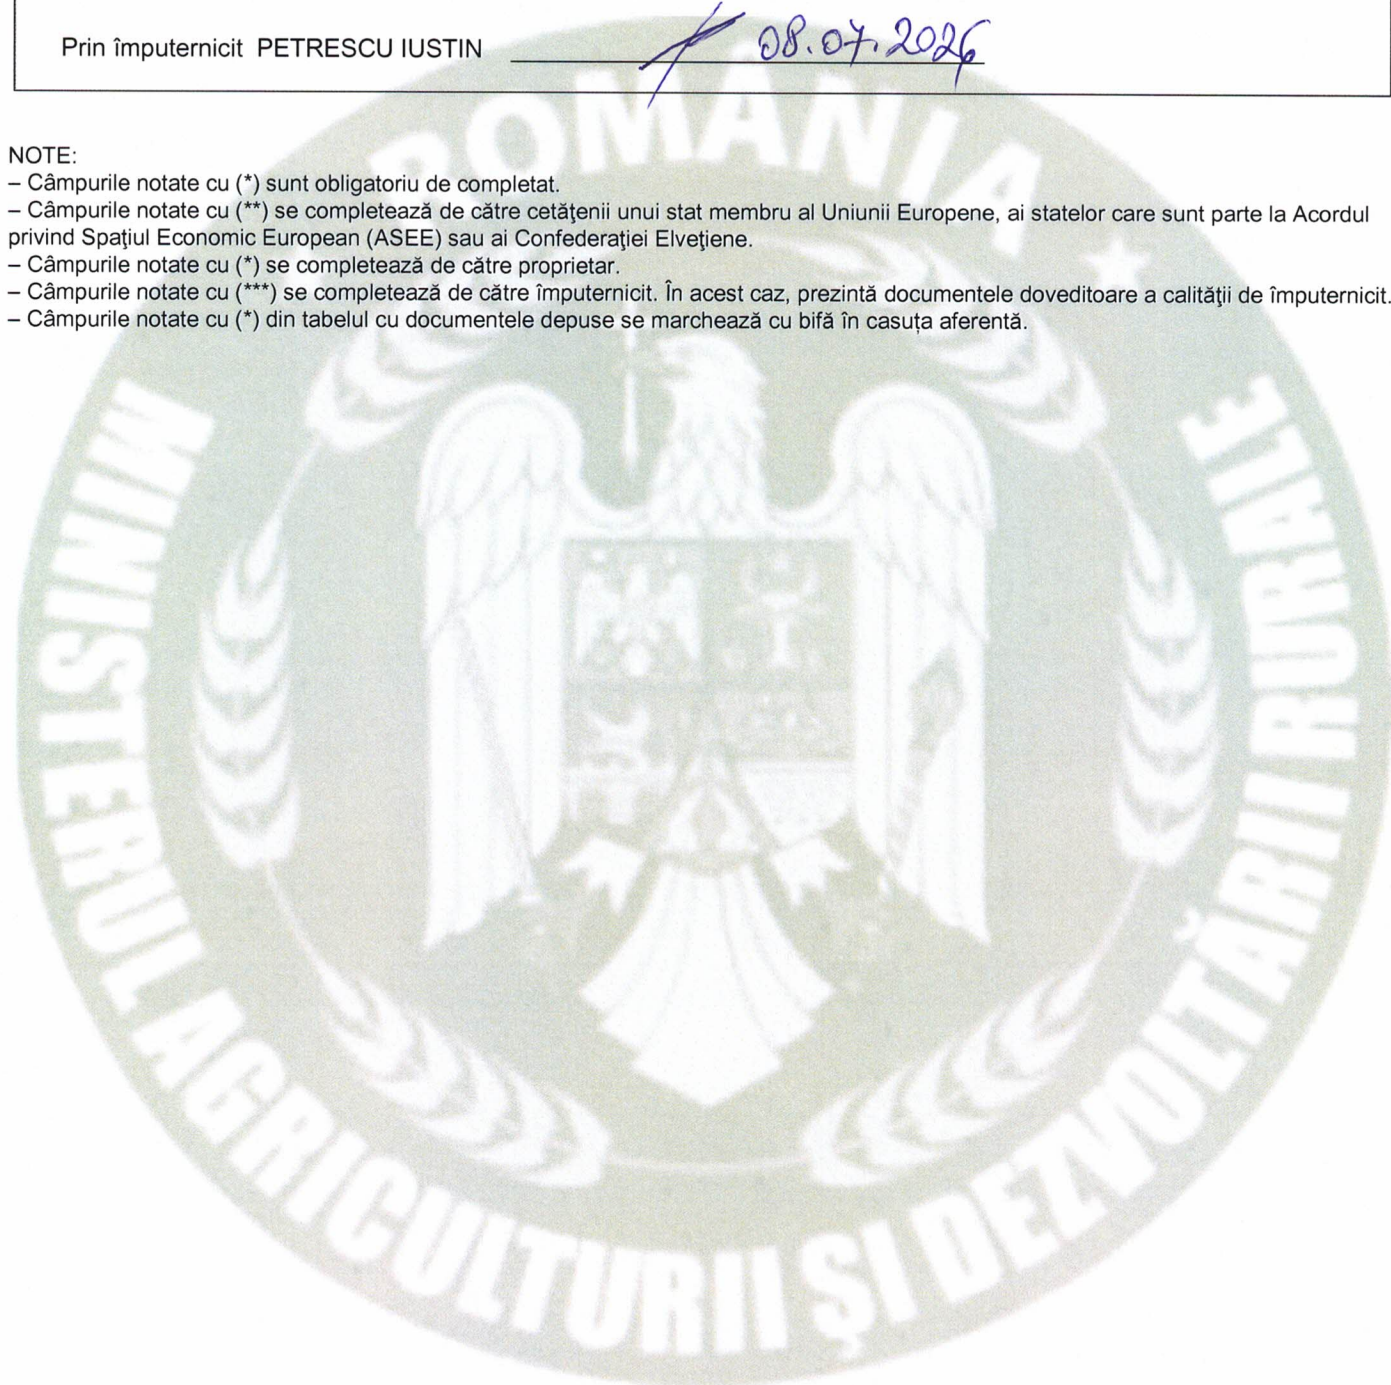 Prin împuternicit PETRESCU IUSTIN 08.07.2026
NOTE:
– Câmpurile notate cu (*) sunt obligatoriu de completat.
– Câmpurile notate cu (**) se completează de către cetăţenii unui stat membru al Uniunii Europene, ai statelor care sunt parte la Acordul
privind Spaţiul Economic European (ASEE) sau ai Confederaţiei Elveţiene.
– Câmpurile notate cu (*) se completează de către proprietar.
– Câmpurile notate cu (***) se completează de către împuternicit. În acest caz, prezintă documentele doveditoare a calităţii de împuternicit.
– Câmpurile notate cu (*) din tabelul cu documentele depuse se marchează cu bifă în casuța aferentă.
ROMÂNIA
MINISTERUL AGRICULTURII ŞI DEZVOLTĂRII RURALE